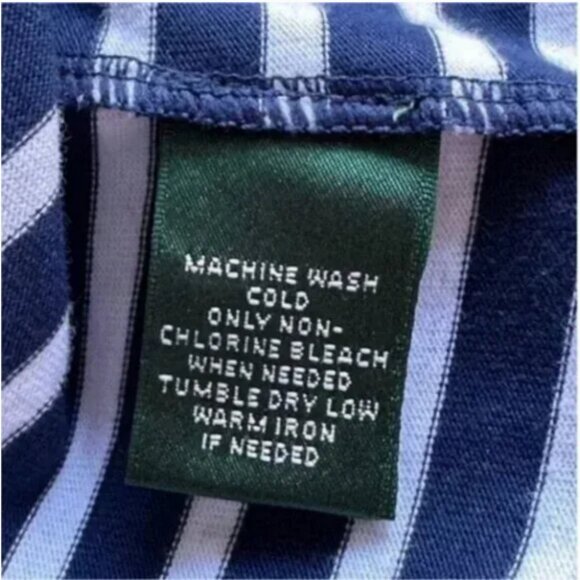 MACHINE WASH
COLD
ONLY NON-
CHLORINE BLEACH
WHEN NEEDED
TUMBLE DRY LOW
WARM IRON
IF NEEDED